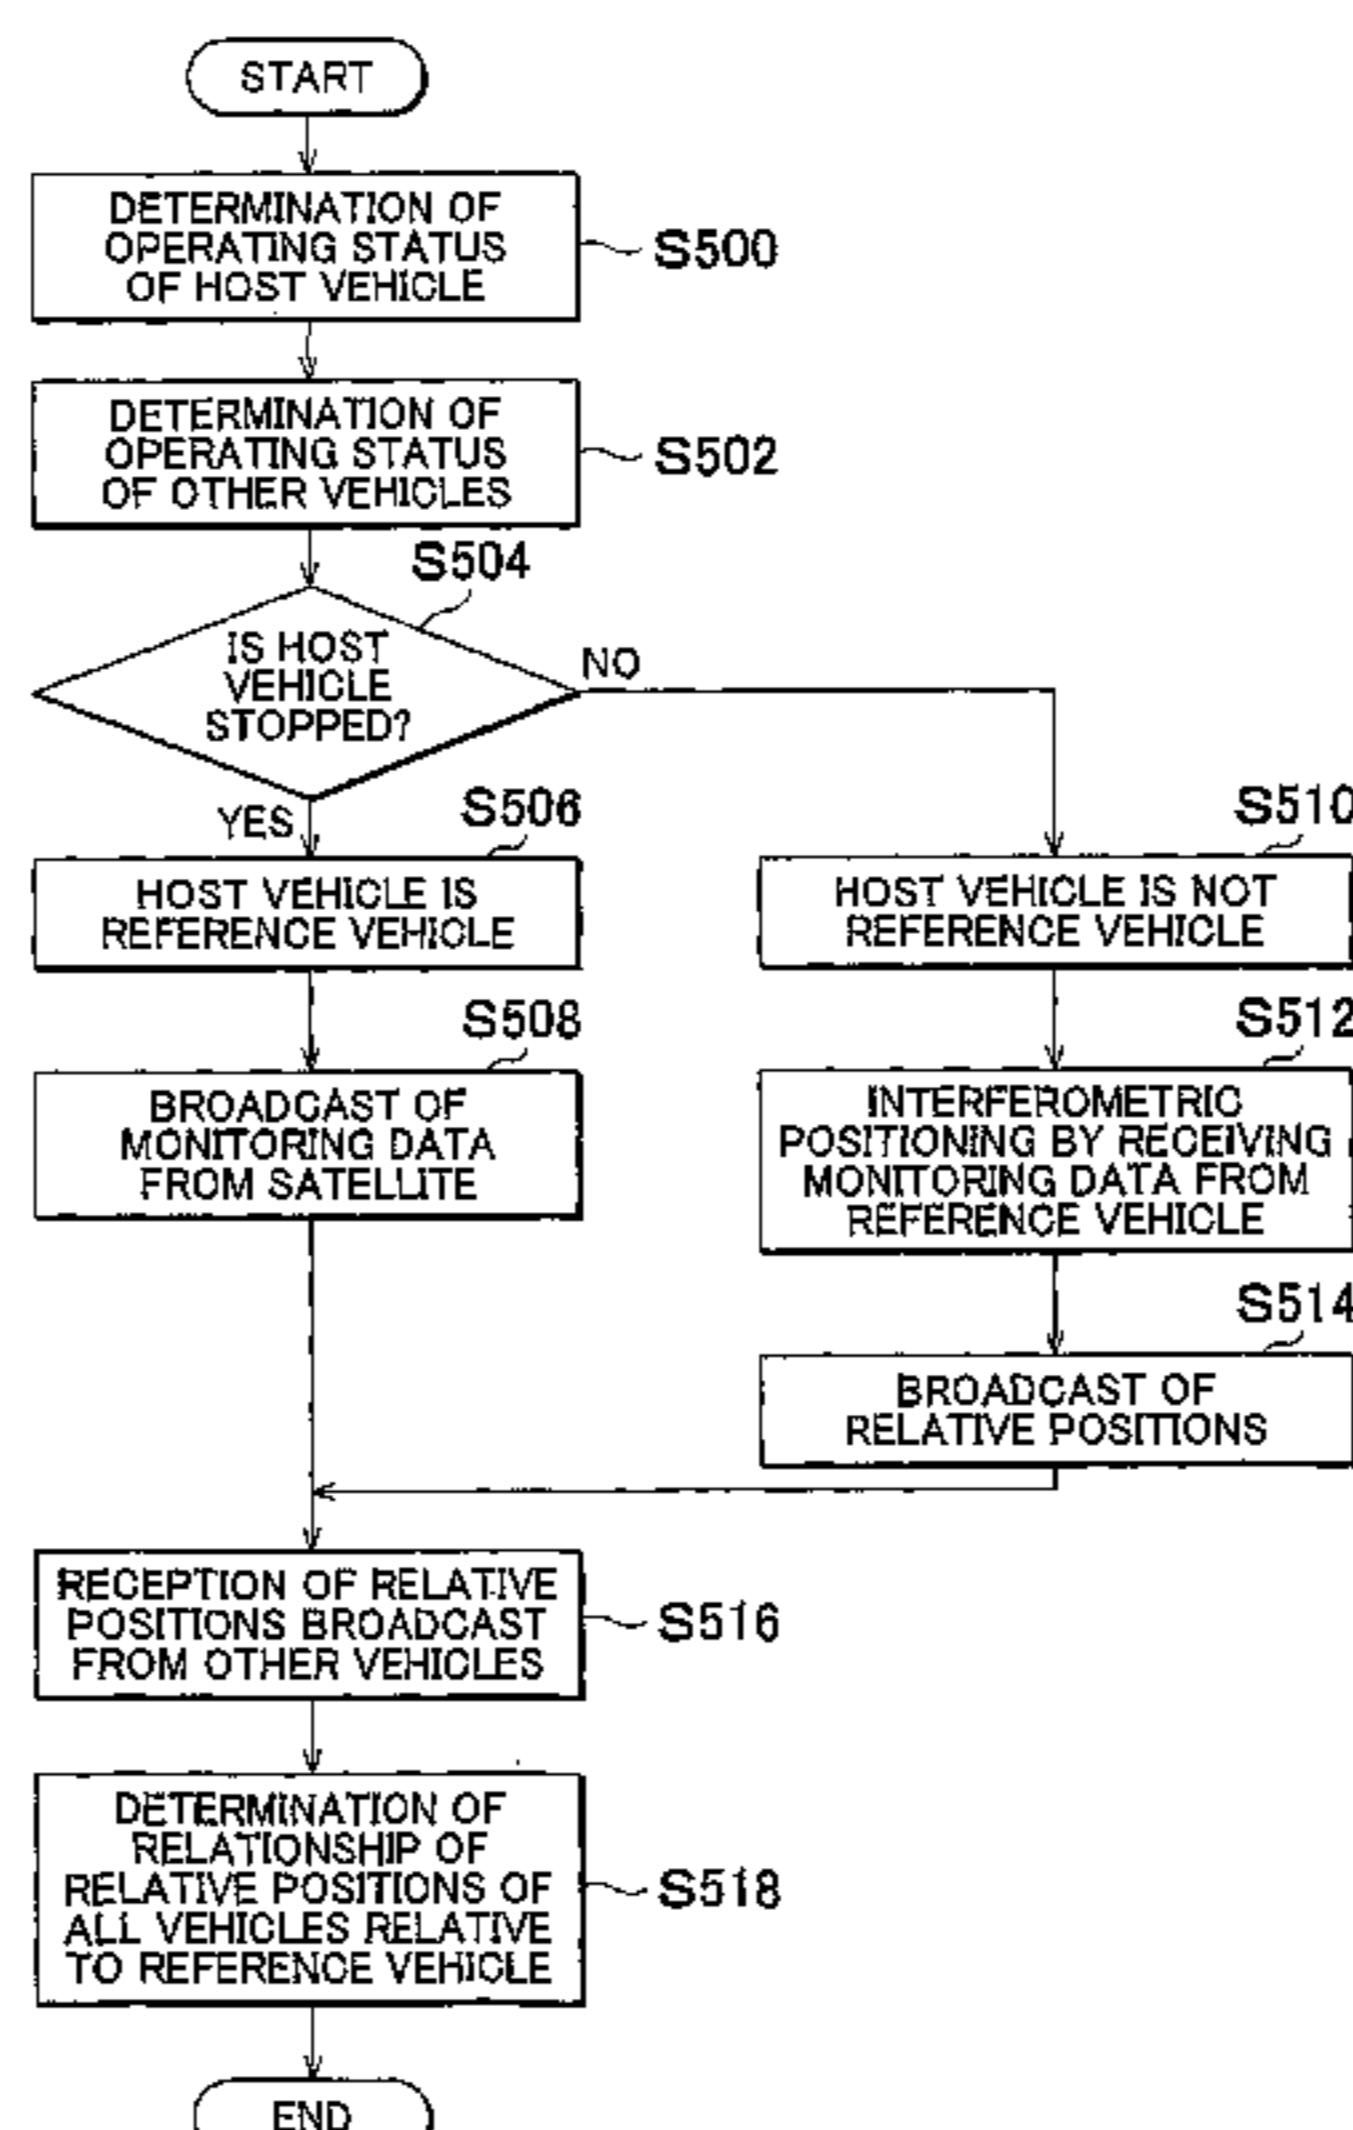 START
DETERMINATION OF
OPERATING STATUS
OF HOST VEHICLE
S500
DETERMINATION OF
OPERATING STATUS
OF OTHER VEHICLES
S502
S504
IS HOST
VEHICLE
STOPPED?
NO
YES
S506
HOST VEHICLE IS
REFERENCE VEHICLE
S508
BROADCAST OF
MONITORING DATA
FROM SATELLITE
S510
HOST VEHICLE IS NOT
REFERENCE VEHICLE
S512
INTERFEROMETRIC
POSITIONING BY RECEIVING
MONITORING DATA FROM
REFERENCE VEHICLE
S514
BROADCAST OF
RELATIVE POSITIONS
RECEPTION OF RELATIVE
POSITIONS BROADCAST
FROM OTHER VEHICLES
S516
DETERMINATION OF
RELATIONSHIP OF
RELATIVE POSITIONS OF
ALL VEHICLES RELATIVE
TO REFERENCE VEHICLE
S518
END